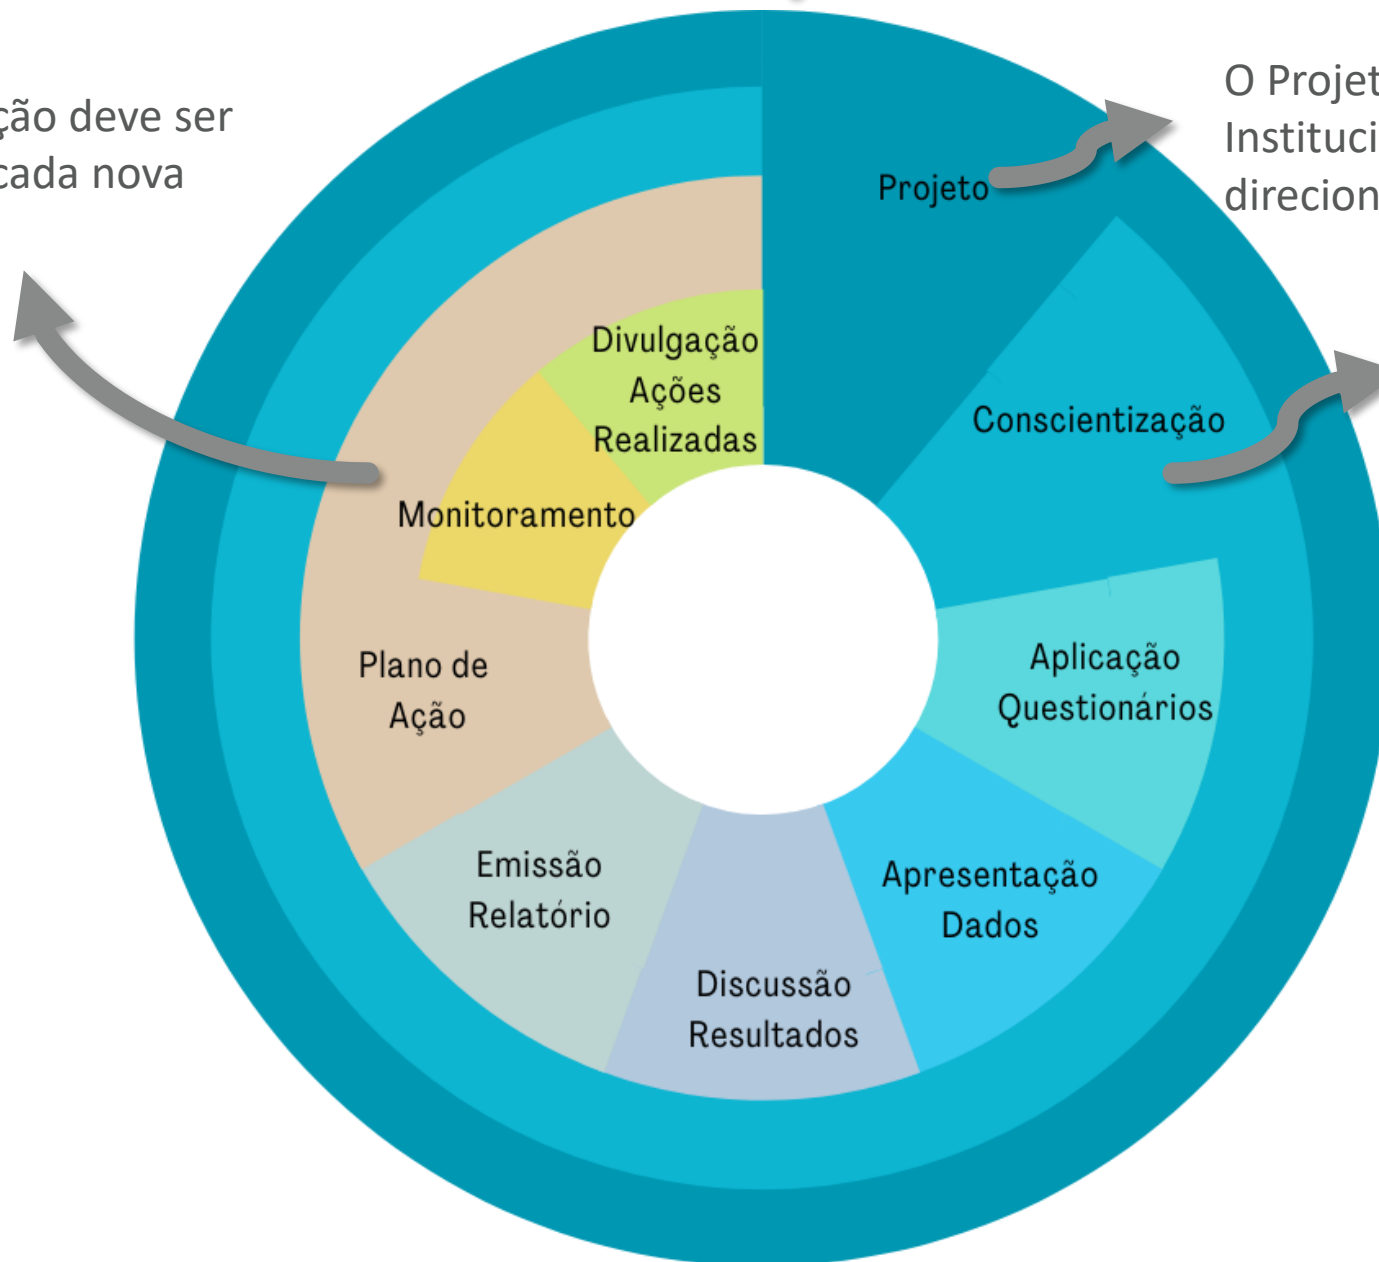 ção deve ser
cada nova
O Projet
Instituci
direcion
Projeto
Conscientização
Aplicação
Questionários
Apresentação
Dados
Discussão
Resultados
Emissão
Relatório
Plano de
Ação
Monitoramento
Divulgação
Ações
Realizadas